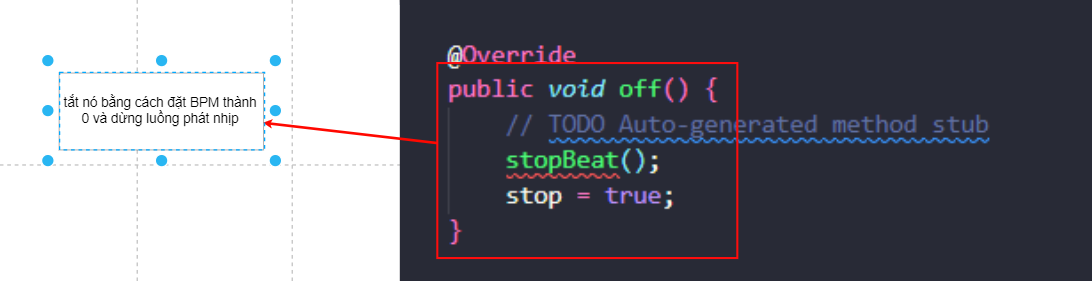 tắt nó bằng cách đặt BPM thành
0 và dừng luồng phát nhịp
@Override
public void off() {
// TODO Auto-generated method stub
stopBeat();
stop = true;
}